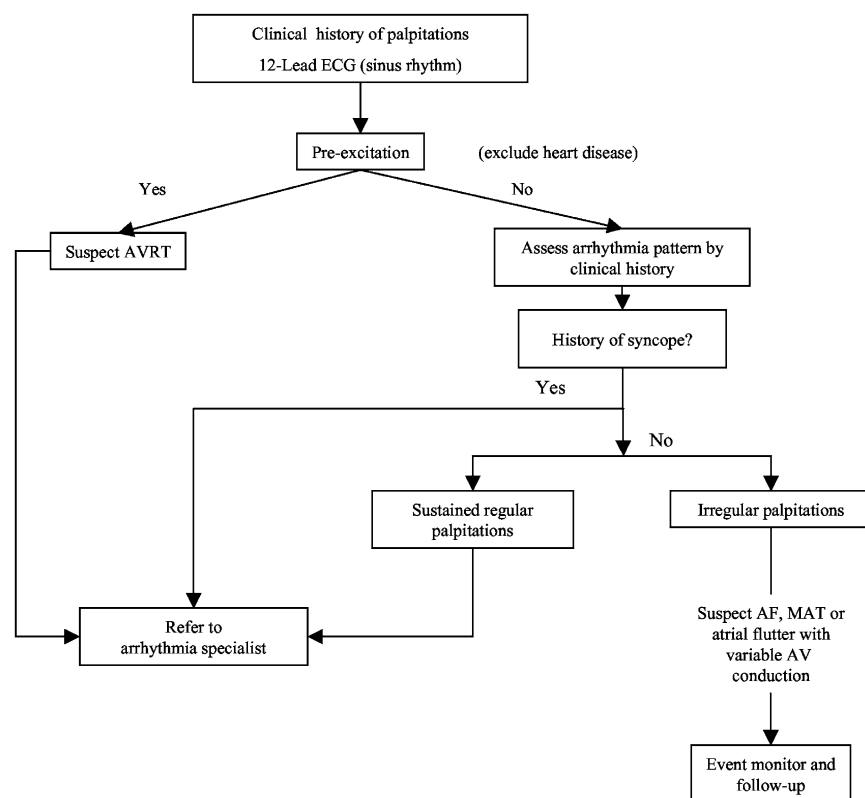 Clinical history of palpitations
12-Lead ECG (sinus rhythm)
Pre-excitation
(exclude heart disease)
Yes
No
Suspect AVRT
Assess arrhythmia pattern by
clinical history
History of syncope?
Yes
No
Sustained regular
palpitations
Irregular palpitations
Refer to
arrhythmia specialist
Suspect AF, MAT or
atrial flutter with
variable AV
conduction
Event monitor and
follow-up